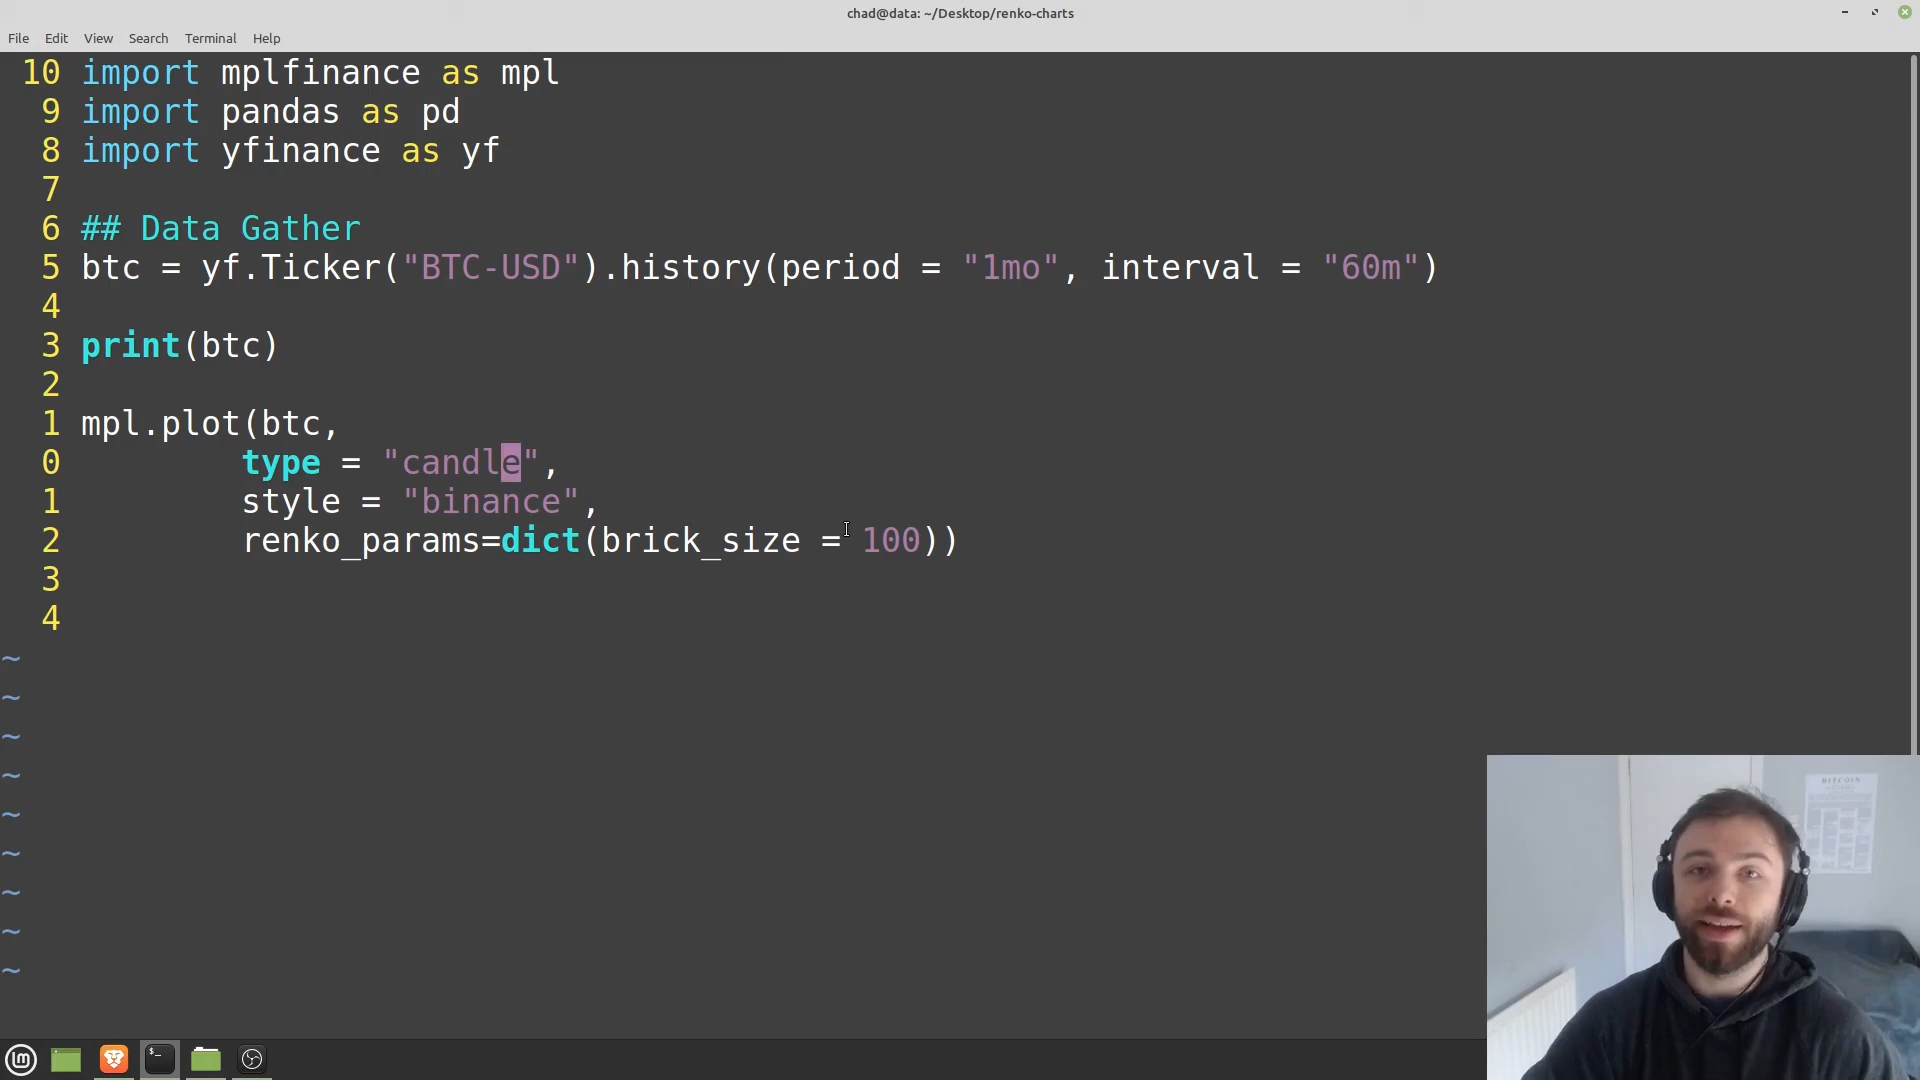 chad@data: ~/Desktop/renko-charts
File Edit View Search Terminal Help
10 import mplfinance as mpl
9 import pandas as pd
8 import yfinance as yf
7
6 ## Data Gather
5 btc = yf.Ticker("BTC-USD").history(period = "1mo", interval = "60m")
4
3 print(btc)
2
1 mpl.plot(btc,
0 type = "candle",
1 style = "binance",
2 renko_params=dict(brick_size = 100))
3
4
~
~
~
~
~
~
~
~
~
BITCOIN